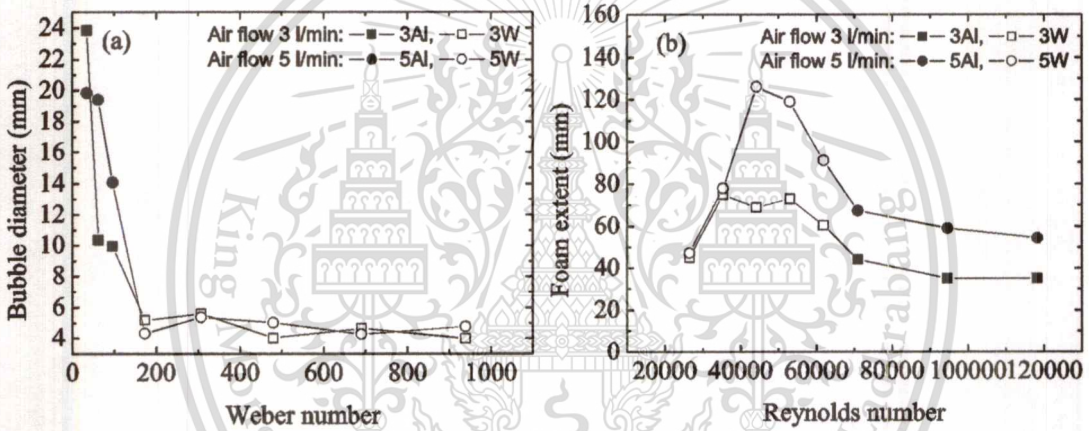 (a)
Air flow 3 l/min: 3Al, 3W
Air flow 5 l/min: 5Al, 5W
Bubble diameter (mm)
24
22
20
18
16
14
12
10
8
6
4
0 200 400 600 800 1000
Weber number
(b)
Air flow 3 l/min: 3Al, 3W
Air flow 5 l/min: 5Al, 5W
Foam extent (mm)
160
140
120
100
80
60
40
20
0
20000 40000 60000 80000 100000 120000
Reynolds number
King Mon
rabang